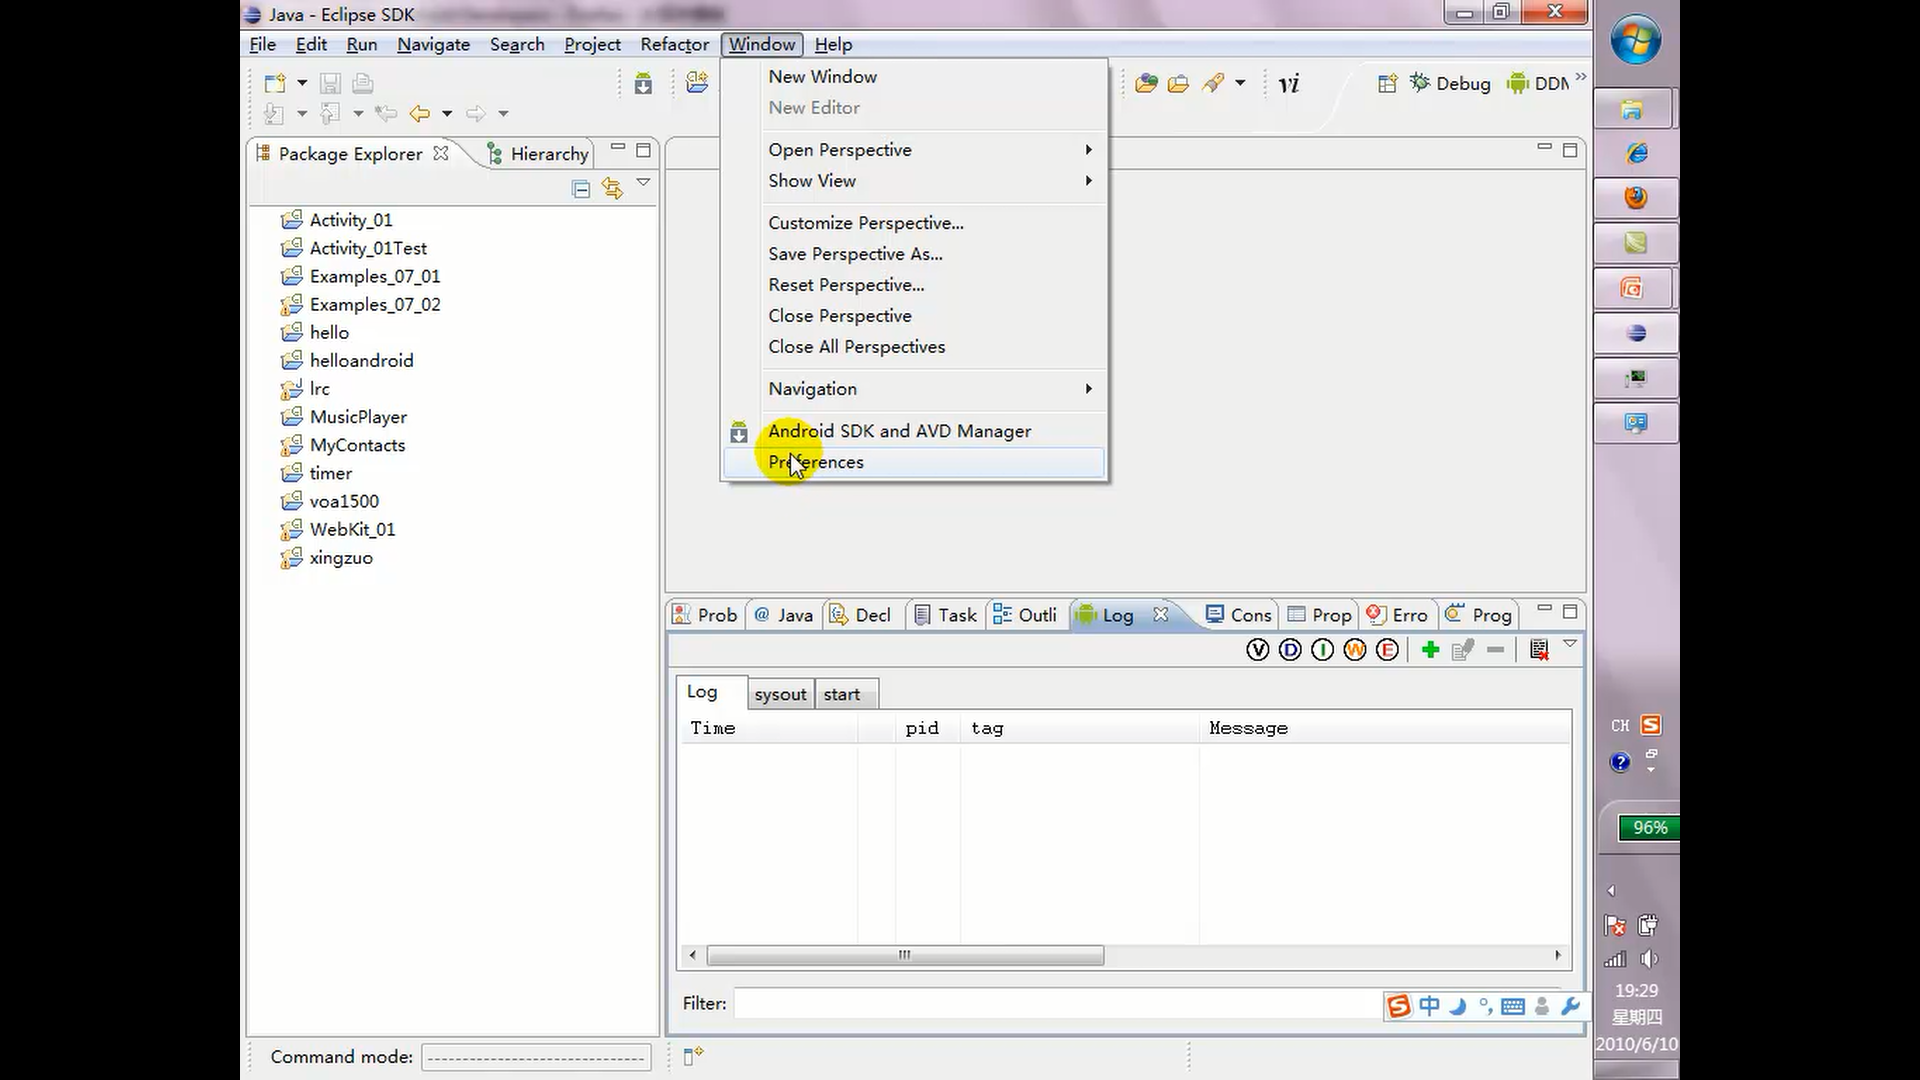 Java - Eclipse SDK
File Edit Run Navigate Search Project Refactor Window Help
vi Debug DDM
New Window
New Editor
Open Perspective
Show View
Customize Perspective...
Save Perspective As...
Reset Perspective...
Close Perspective
Close All Perspectives
Navigation
Android SDK and AVD Manager
Preferences
Package Explorer Hierarchy
Activity_01
Activity_01Test
Examples_07_01
Examples_07_02
hello
helloandroid
lrc
MusicPlayer
MyContacts
timer
voa1500
WebKit_01
xingzuo
Prob @ Java Decl Task Outli Log Cons Prop Erro Prog
V D I W E
Log sysout start
Time pid tag Message
Filter:
中
Command mode:
CH
96%
19:29
星期四
2010/6/10